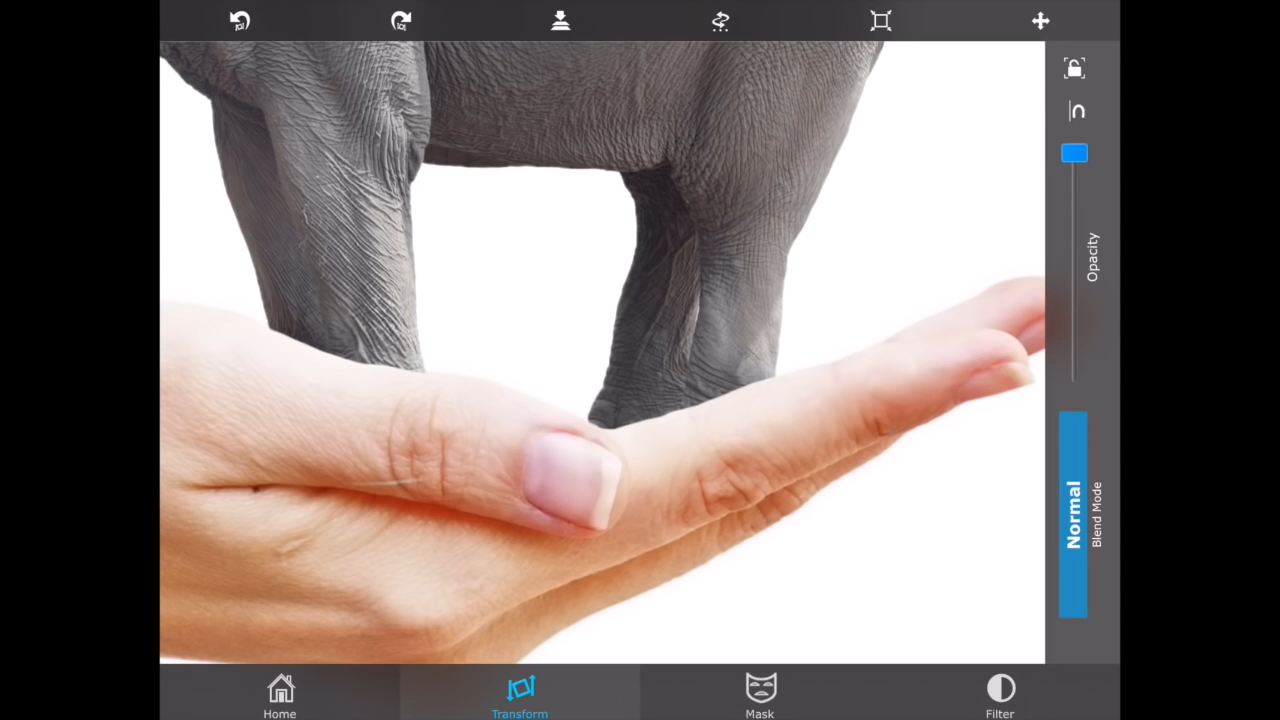 Opacity
Normal
Blend Mode
Home
Transform
Mask
Filter